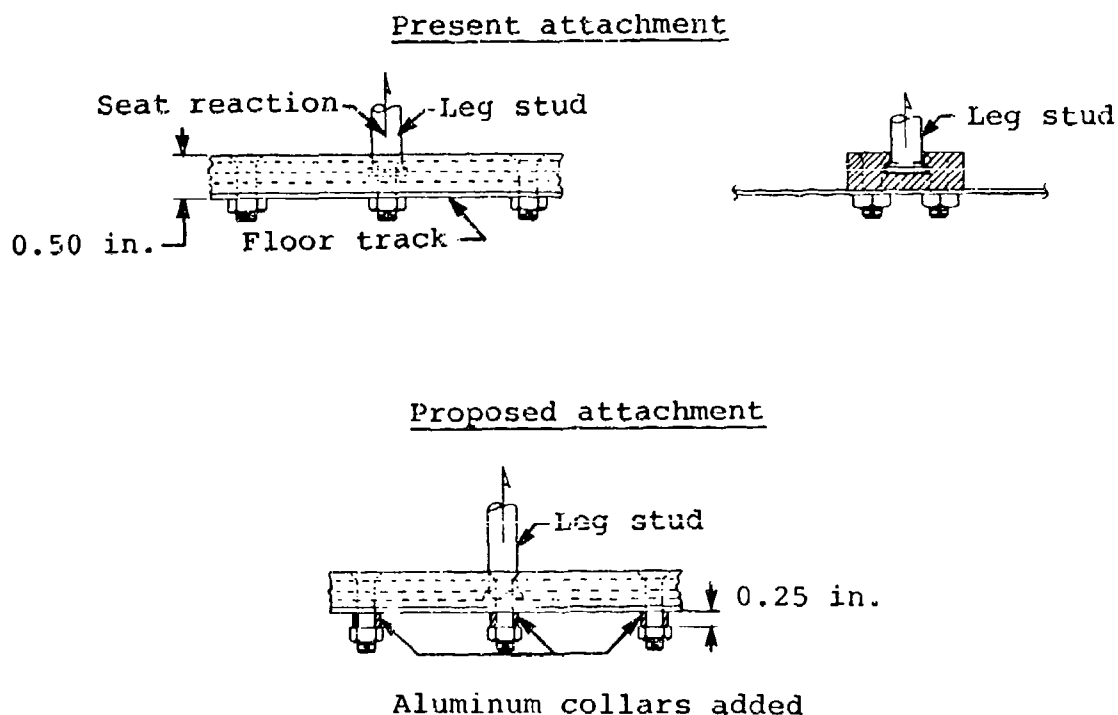 Present attachment
Seat reaction
Leg stud
Leg stud
0.50 in.
Floor track
Proposed attachment
Leg stud
0.25 in.
Aluminum collars added